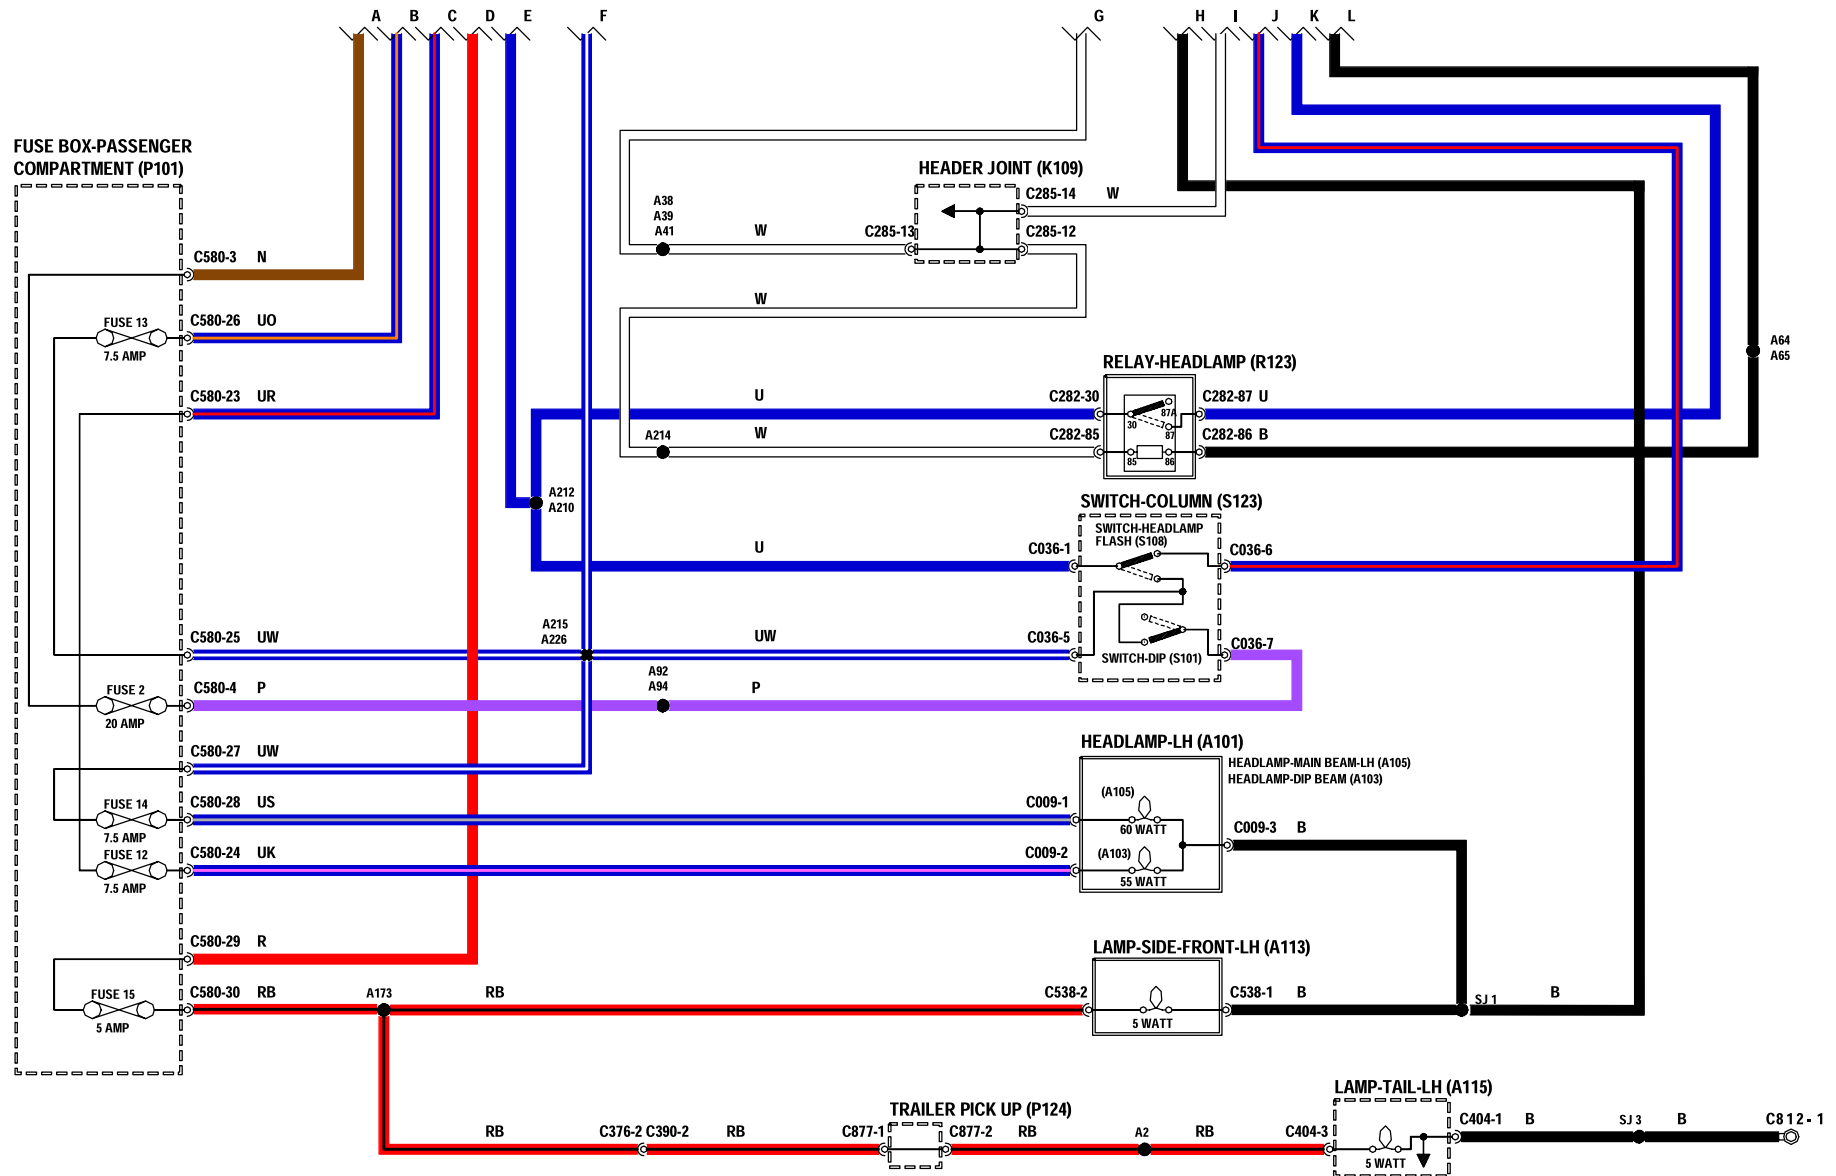 A B C D E F G H I J K L
FUSE BOX-PASSENGER
COMPARTMENT (P101)
HEADER JOINT (K109)
C285-14 W
A38
A39
A41
W
C285-13
C285-12
C580-3 N
W
FUSE 13
7.5 AMP
C580-26 UO
A64
A65
RELAY-HEADLAMP (R123)
C580-23 UR
U
C282-30
C282-87 U
87A
30
87
A214
W
C282-85
C282-86 B
85
86
A212
A210
SWITCH-COLUMN (S123)
SWITCH-HEADLAMP
FLASH (S108)
U
C036-1
C036-6
A215
A226
C580-25 UW
UW
C036-5
C036-7
SWITCH-DIP (S101)
A92
A94
FUSE 2
20 AMP
C580-4 P
P
HEADLAMP-LH (A101)
HEADLAMP-MAIN BEAM-LH (A105)
HEADLAMP-DIP BEAM (A103)
C580-27 UW
FUSE 14
7.5 AMP
C580-28 US
C009-1
(A105)
60 WATT
C009-3 B
FUSE 12
7.5 AMP
C580-24 UK
C009-2
(A103)
55 WATT
C580-29 R
LAMP-SIDE-FRONT-LH (A113)
FUSE 15
5 AMP
C580-30 RB
A173
RB
C538-2
5 WATT
C538-1 B
SJ 1
B
LAMP-TAIL-LH (A115)
TRAILER PICK UP (P124)
RB
C376-2 C390-2
RB
C877-1
C877-2 RB
A2
RB
C404-3
5 WATT
C404-1 B
SJ 3
B
C812-1